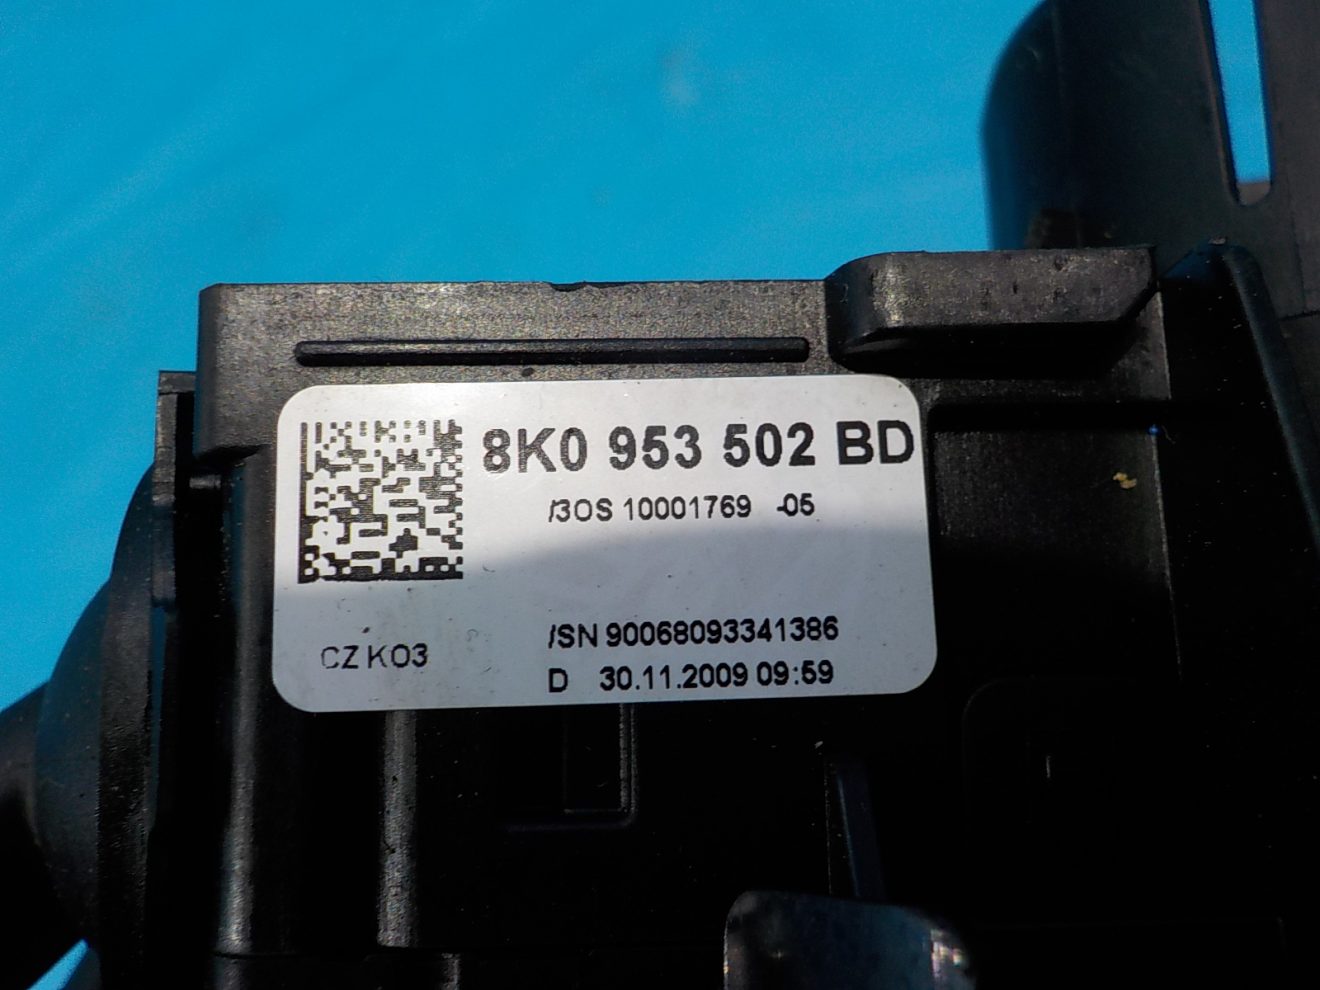 8K0 953 502 BD
/3OS 10001769 -05
/SN 90068093341386
CZ KO3
D 30.11.2009 09:59